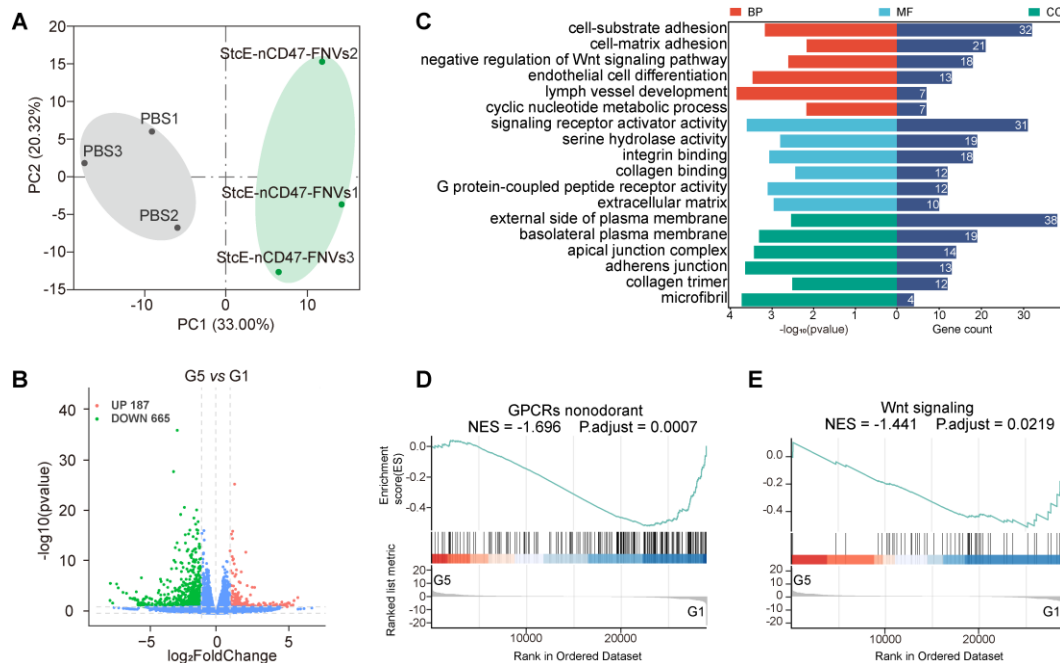 A
PC2 (20.32%)
20
15
10
5
0
-5
-10
15
StcE-nCD47-FNVs2
PBS1
PBS3
PBS2
StcE-nCD47-FNVs1
StcE-nCD47-FNVs3
-10
0
10
PC1 (33.00%)
C
BP
MF
CC
cell-substrate adhesion
32
cell-matrix adhesion
21
negative regulation of Wnt signaling pathway
18
endothelial cell differentiation
13
lymph vessel development
7
cyclic nucleotide metabolic process
7
signaling receptor activator activity
31
serine hydrolase activity
19
integrin binding
18
collagen binding
12
G protein-coupled peptide receptor activity
12
extracellular matrix
10
external side of plasma membrane
38
basolateral plasma membrane
19
apical junction complex
14
adherens junction
13
collagen trimer
12
microfibril
4
4 3 2 1 0 10 20 30
-log₁₀(pvalue)
Gene count
B
G5 vs G1
UP 187
DOWN 665
-log10(pvalue)
40
30
20
10
0
−5 0 5
log₂FoldChange
D
GPCRs nonodorant
NES = -1.696 P.adjust = 0.0007
Enrichment
score(ES)
0.0
-0.2
-0.4
Ranked list metric
20
10
0
-10
-20
G5
G1
10000 20000
Rank in Ordered Dataset
E
Wnt signaling
NES = -1.441 P.adjust = 0.0219
0.0
-0.2
-0.4
20
10
0
-10
-20
G5
G1
10000 20000
Rank in Ordered Dataset